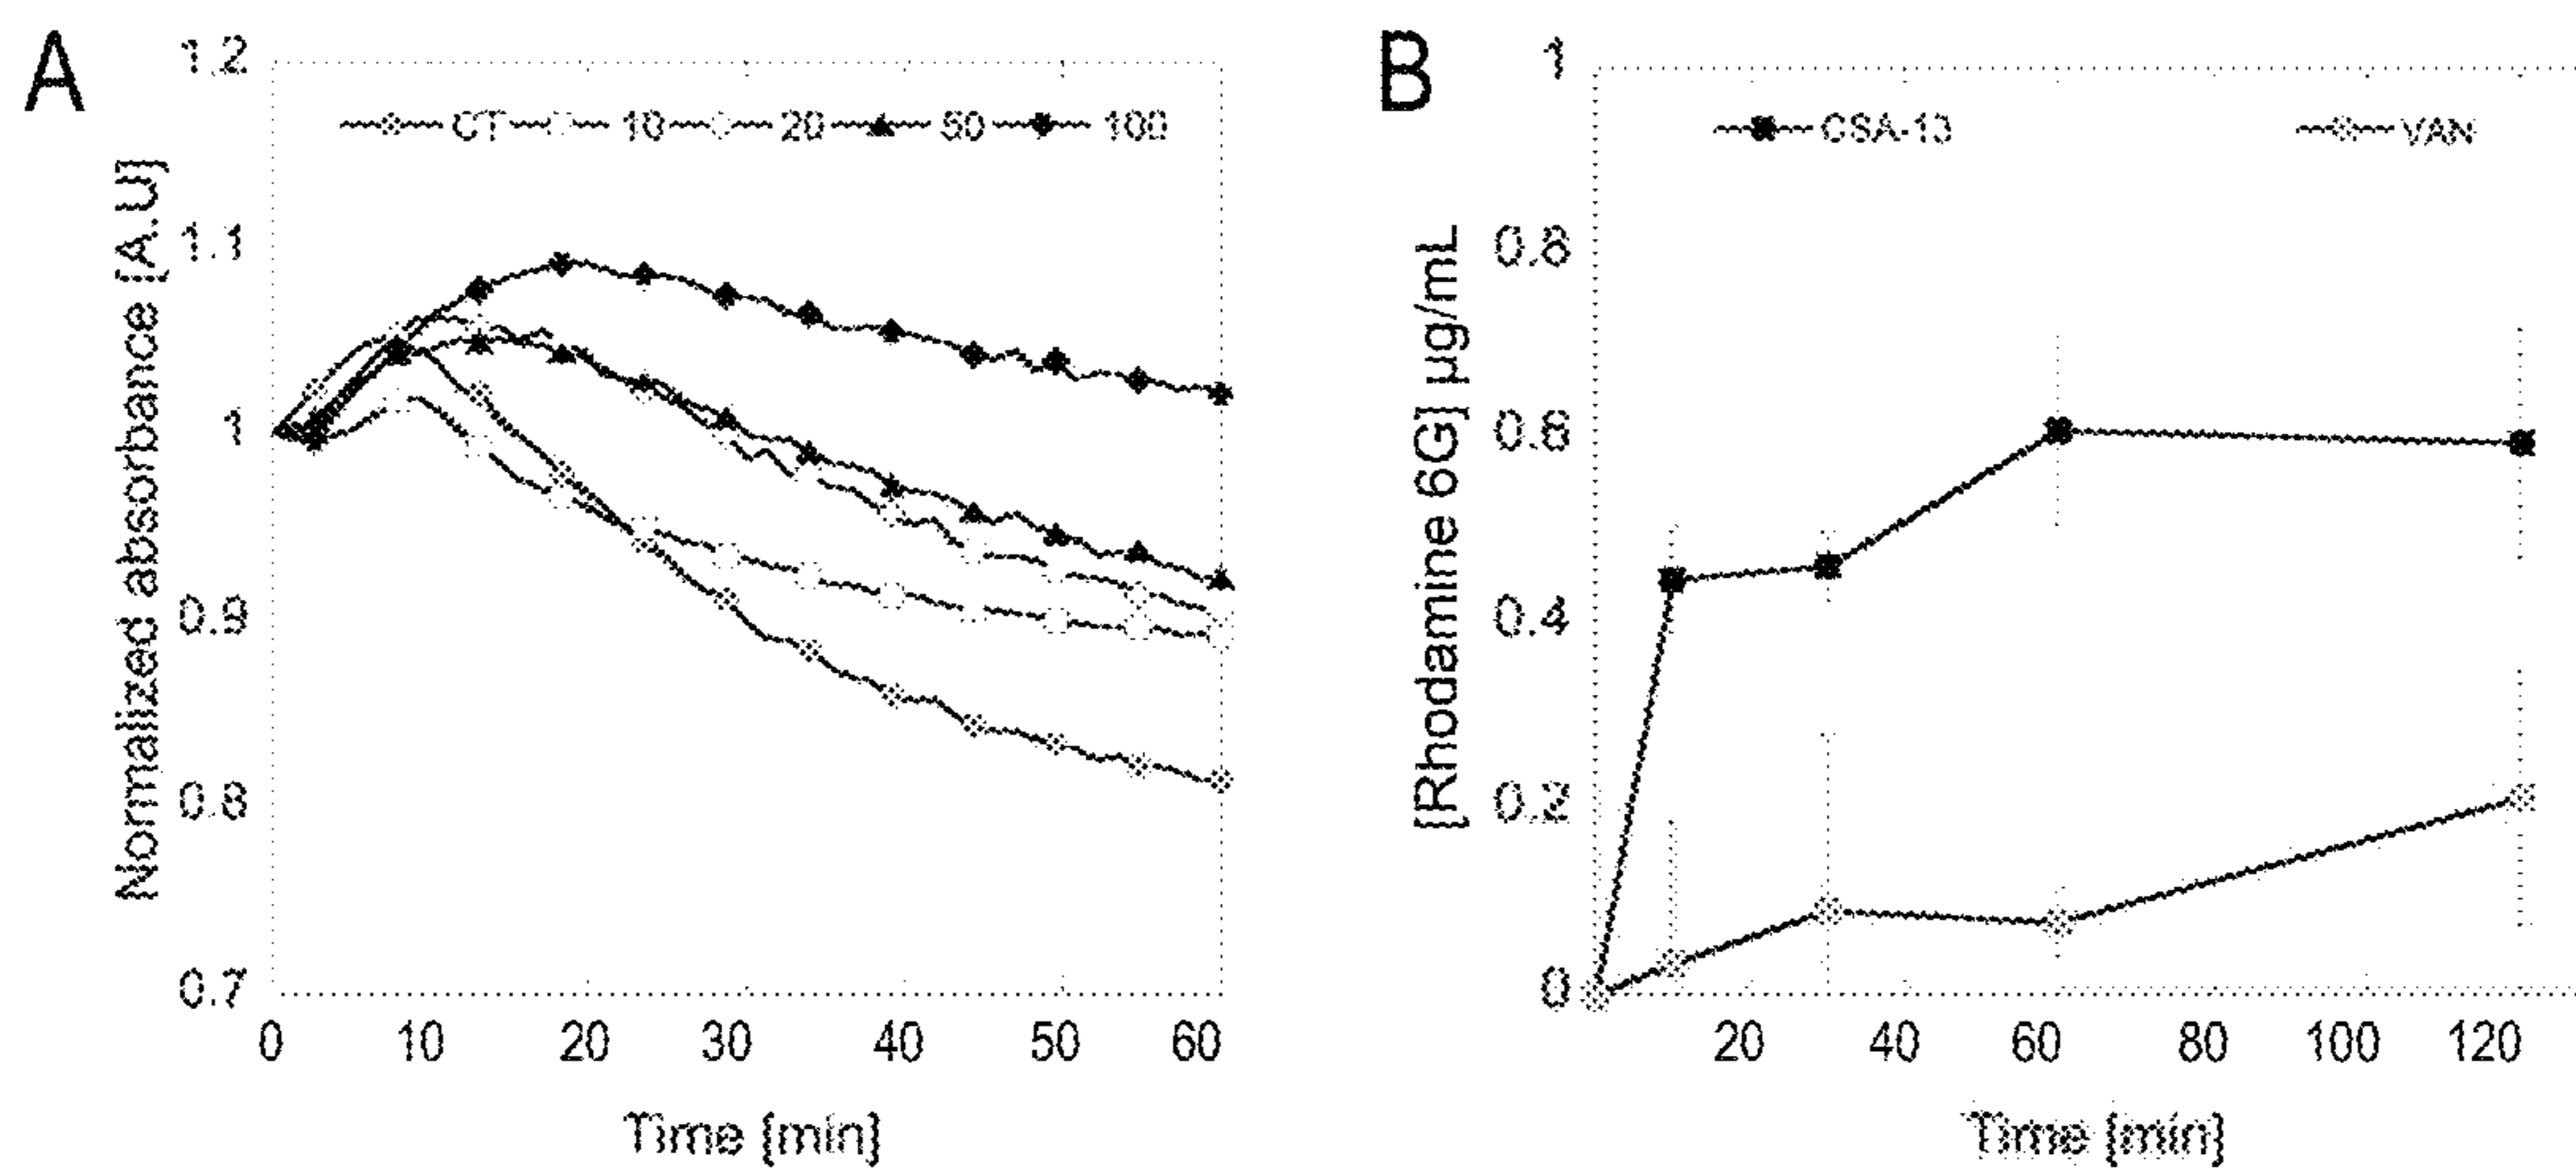 A
Normalized absorbance [A.U]
1.2
1.1
1
0.9
0.8
0.7
CT 10 20 50 100
0 10 20 30 40 50 60
Time [min]
B
[Rhodamine 6G] µg/mL
1
0.8
0.6
0.4
0.2
0
CSA-13 VAN
20 40 60 80 100 120
Time [min]